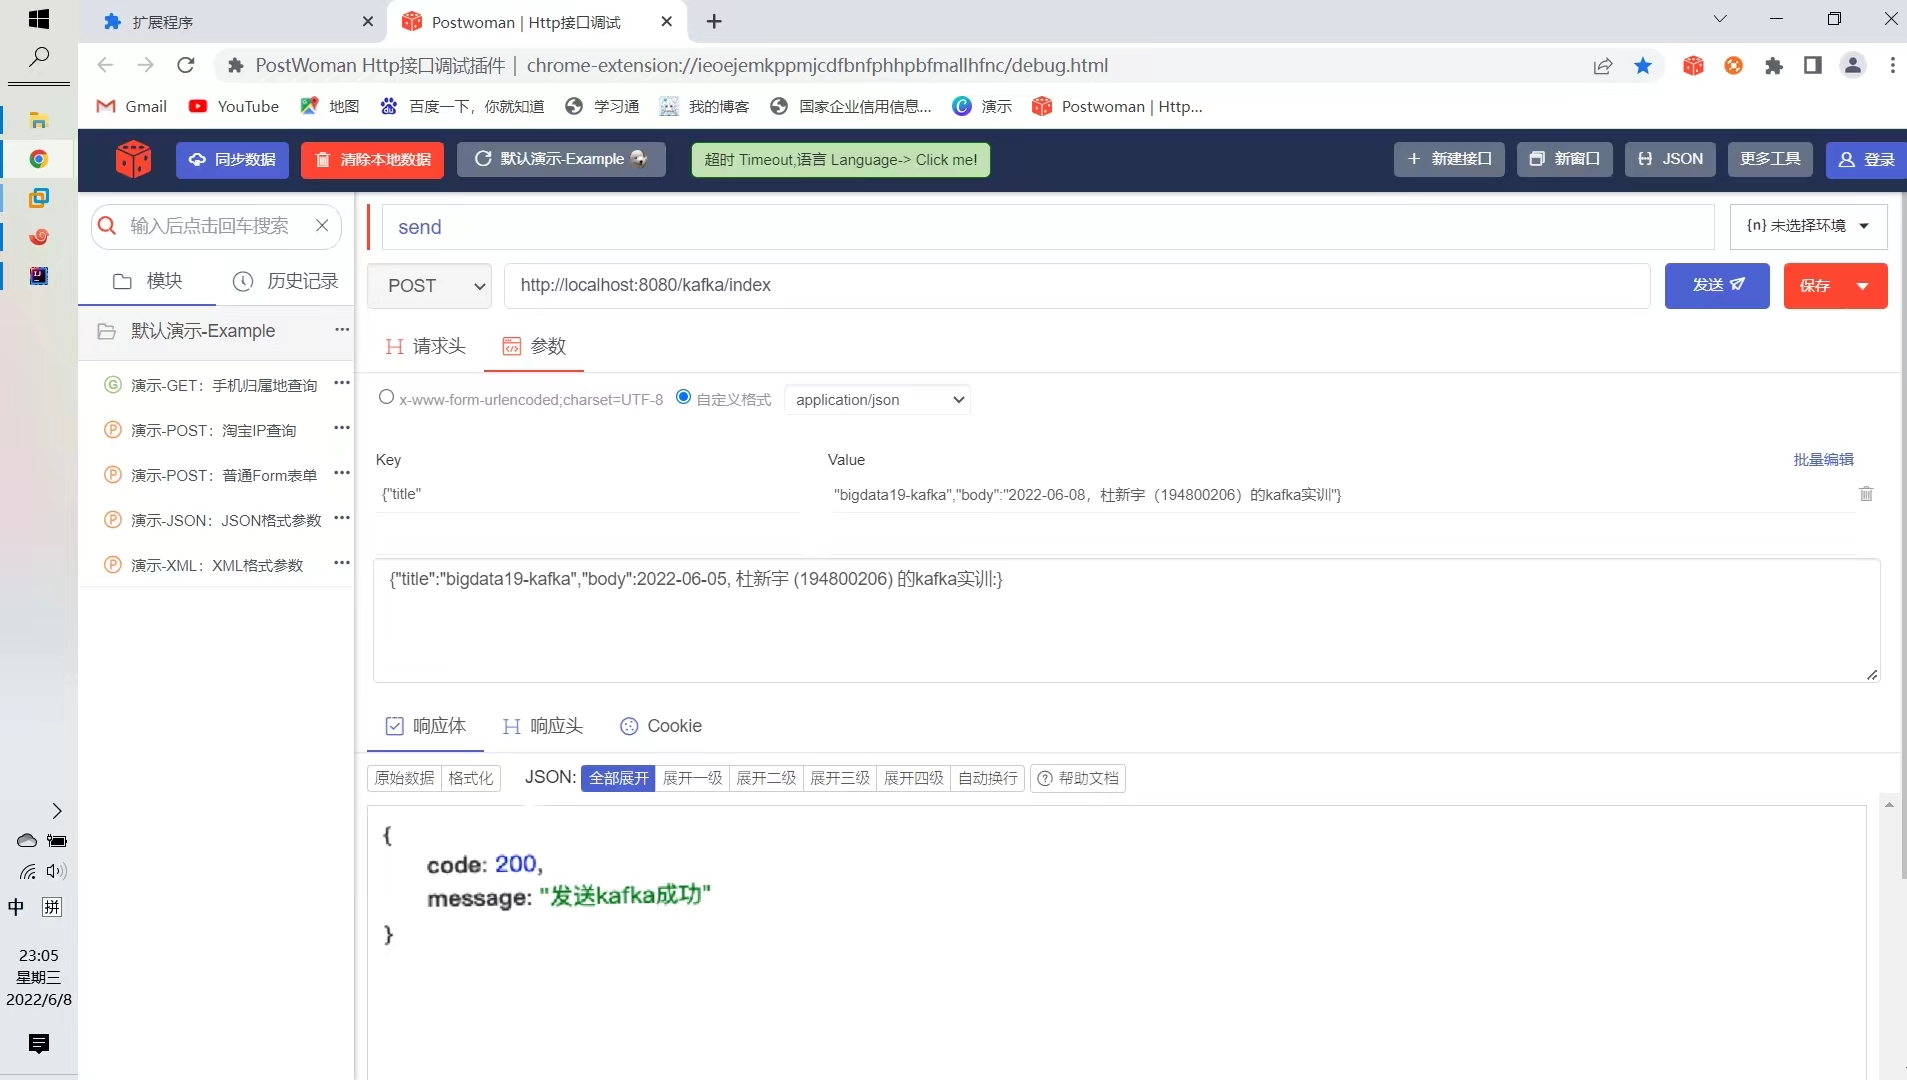 扩展程序
Postwoman | Http接口调试
PostWoman Http接口调试插件 | chrome-extension://ieoejemkppmjcdfbnfphhpbfmallhfnc/debug.html
Gmail YouTube 地图 百度一下，你就知道 学习通 我的博客 国家企业信用信息... 演示 Postwoman | Http...
同步数据 清除本地数据 默认演示-Example 超时 Timeout,语言 Language-> Click me! 新建接口 新窗口 JSON 更多工具 登录
输入后点击回车搜索
模块 历史记录
默认演示-Example
演示-GET：手机归属地查询
演示-POST：淘宝IP查询
演示-POST：普通Form表单
演示-JSON：JSON格式参数
演示-XML：XML格式参数
send
{n} 未选择环境
POST http://localhost:8080/kafka/index 发送 保存
请求头 参数
x-www-form-urlencoded;charset=UTF-8 自定义格式 application/json
Key Value 批量编辑
{"title" "bigdata19-kafka","body":"2022-06-08，杜新宇（194800206）的kafka实训"}
{"title":"bigdata19-kafka","body":2022-06-05, 杜新宇 (194800206) 的kafka实训:}
响应体 响应头 Cookie
原始数据 格式化 JSON: 全部展开 展开一级 展开二级 展开三级 展开四级 自动换行 帮助文档
{
code: 200,
message: "发送kafka成功"
}
中 拼
23:05
星期三
2022/6/8